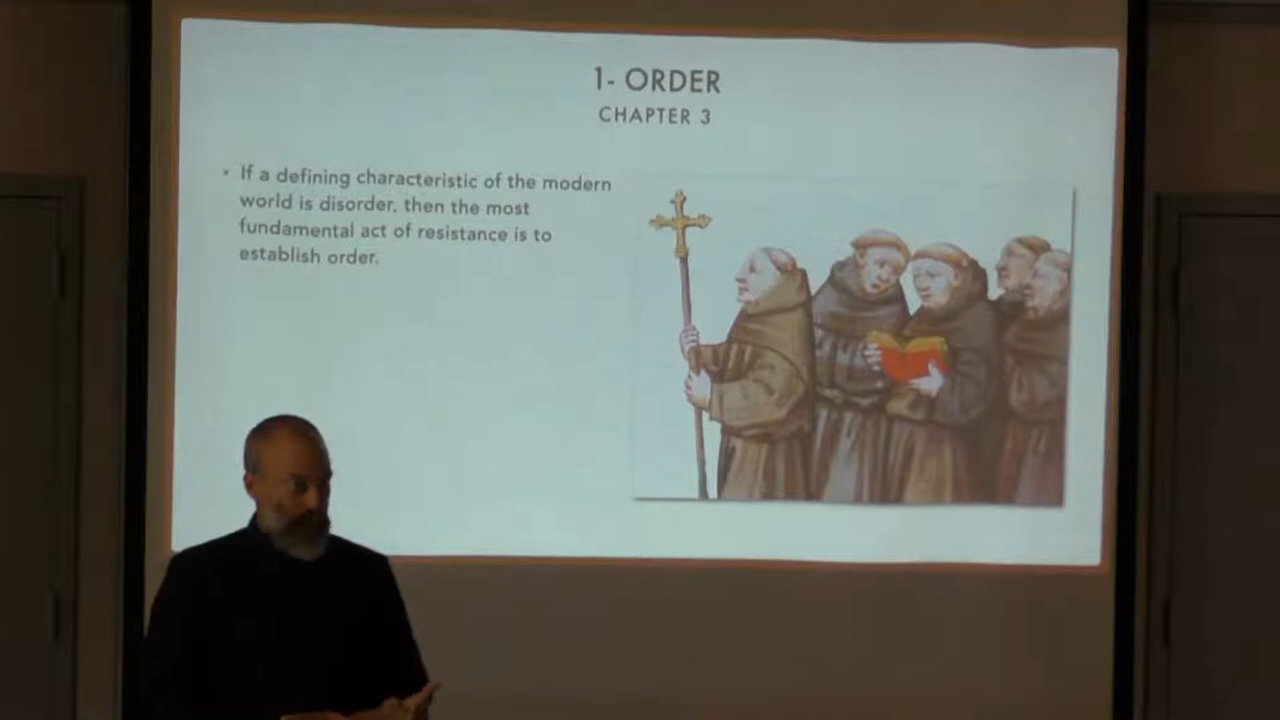 1- ORDER
CHAPTER 3
• If a defining characteristic of the modern
world is disorder, then the most
fundamental act of resistance is to
establish order.